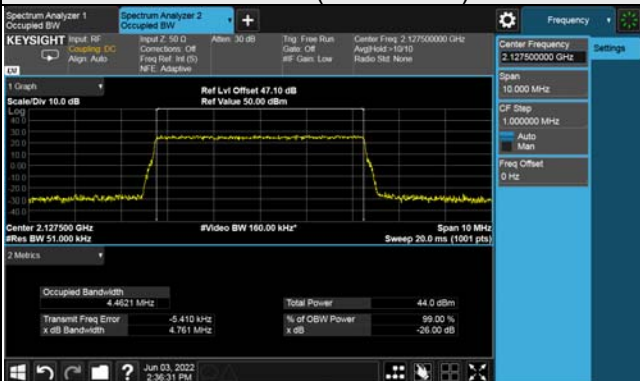 Spectrum Analyzer 1
Occupied BW
Spectrum Analyzer 2
Occupied BW
Frequency
KEYSIGHT
Input: RF
Coupling: DC
Align: Auto
Input Z: 50 Ω
Corrections: Off
Freq Ref: Int (S)
NFE: Adaptive
Atten: 30 dB
Trig: Free Run
Gate: Off
#IF Gain: Low
Center Freq: 2.127500000 GHz
Avg|Hold:>10/10
Radio Std: None
Center Frequency
2.127500000 GHz
Settings
Span
10.000 MHz
CF Step
1.000000 MHz
Auto
Man
Freq Offset
0 Hz
1 Graph
Scale/Div 10.0 dB
Ref Lvl Offset 47.10 dB
Ref Value 50.00 dBm
Log
40.0
30.0
20.0
10.0
0.00
-10.0
-20.0
-30.0
-40.0
Center 2.127500 GHz
#Res BW 51.000 kHz
#Video BW 160.00 kHz*
Span 10 MHz
Sweep 20.0 ms (1001 pts)
2 Metrics
Occupied Bandwidth
4.4621 MHz
Total Power
44.0 dBm
Transmit Freq Error
-5.410 kHz
% of OBW Power
99.00 %
x dB Bandwidth
4.761 MHz
x dB
-26.00 dB
Jun 03, 2022
2:36:31 PM